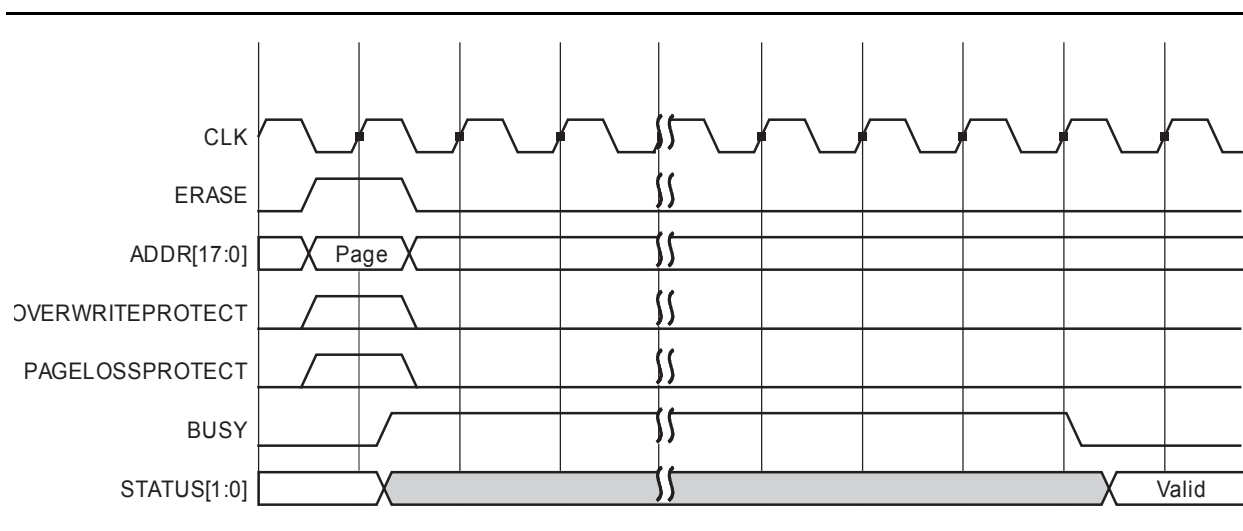 CLK
ERASE
ADDR[17:0]
Page
OVERWRITEPROTECT
PAGELOSSPROTECT
BUSY
STATUS[1:0]
Valid